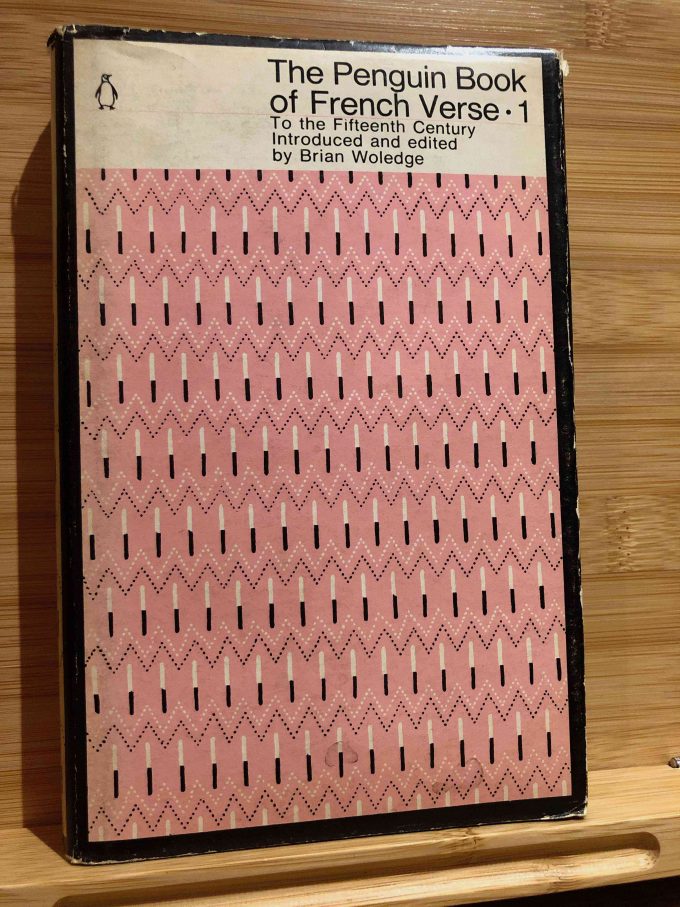 The Penguin Book
of French Verse · 1
To the Fifteenth Century
Introduced and edited
by Brian Woledge